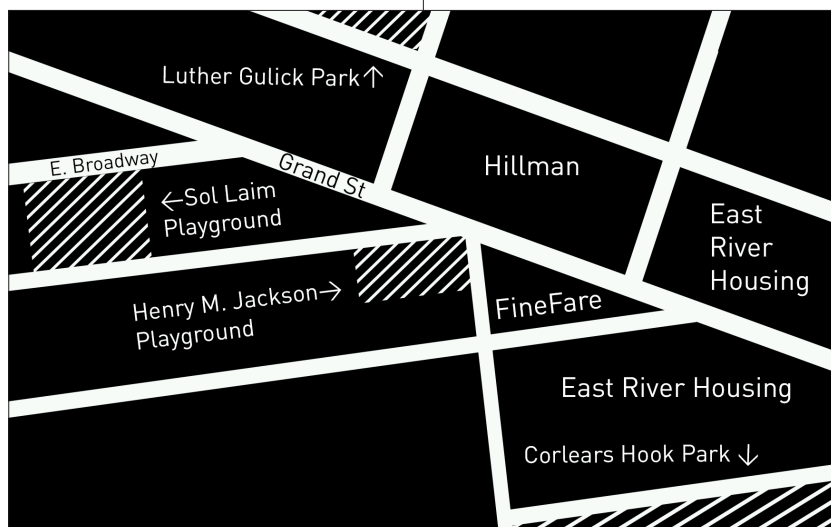 Luther Gulick Park↑
E. Broadway
Grand St
Hillman
←Sol Laim
Playground
East
River
Housing
Henry M. Jackson→
Playground
FineFare
East River Housing
Corlears Hook Park ↓